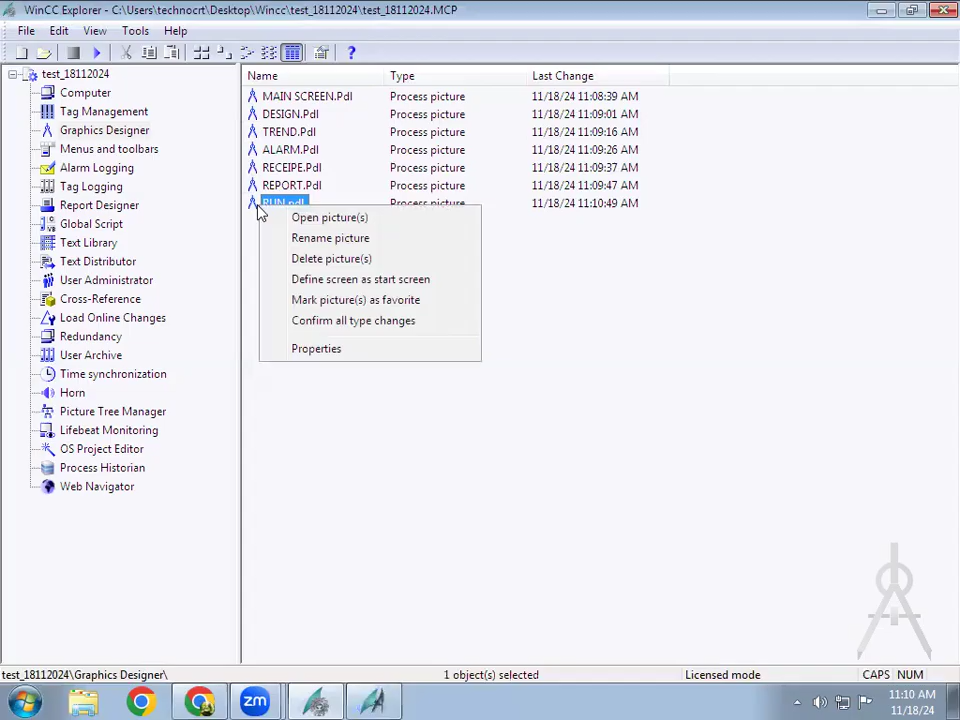 WinCC Explorer - C:\Users\technocrt\Desktop\Wincc\test_18112024\test_18112024.MCP
File Edit View Tools Help
test_18112024
Computer
Tag Management
Graphics Designer
Menus and toolbars
Alarm Logging
Tag Logging
Report Designer
Global Script
Text Library
Text Distributor
User Administrator
Cross-Reference
Load Online Changes
Redundancy
User Archive
Time synchronization
Horn
Picture Tree Manager
Lifebeat Monitoring
OS Project Editor
Process Historian
Web Navigator
Name Type Last Change
MAIN SCREEN.Pdl Process picture 11/18/24 11:08:39 AM
DESIGN.Pdl Process picture 11/18/24 11:09:01 AM
TREND.Pdl Process picture 11/18/24 11:09:16 AM
ALARM.Pdl Process picture 11/18/24 11:09:26 AM
RECEIPE.Pdl Process picture 11/18/24 11:09:37 AM
REPORT.Pdl Process picture 11/18/24 11:09:47 AM
RUN.pdl Process picture 11/18/24 11:10:49 AM
Open picture(s)
Rename picture
Delete picture(s)
Define screen as start screen
Mark picture(s) as favorite
Confirm all type changes
Properties
test_18112024\Graphics Designer\ 1 object(s) selected Licensed mode CAPS NUM
zm
11:10 AM
11/18/24